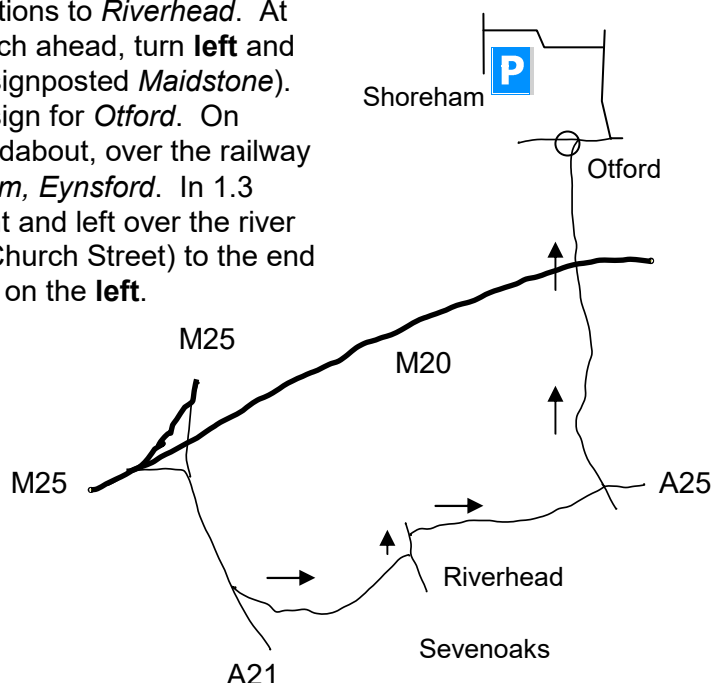 tions to Riverhead. At
ch ahead, turn left and
signposted Maidstone).
ign for Otford. On
dabout, over the railway
m, Eynsford. In 1.3
t and left over the river
Church Street) to the end
on the left.
P
Shoreham
Otford
M25
M20
M25
A25
Riverhead
Sevenoaks
A21